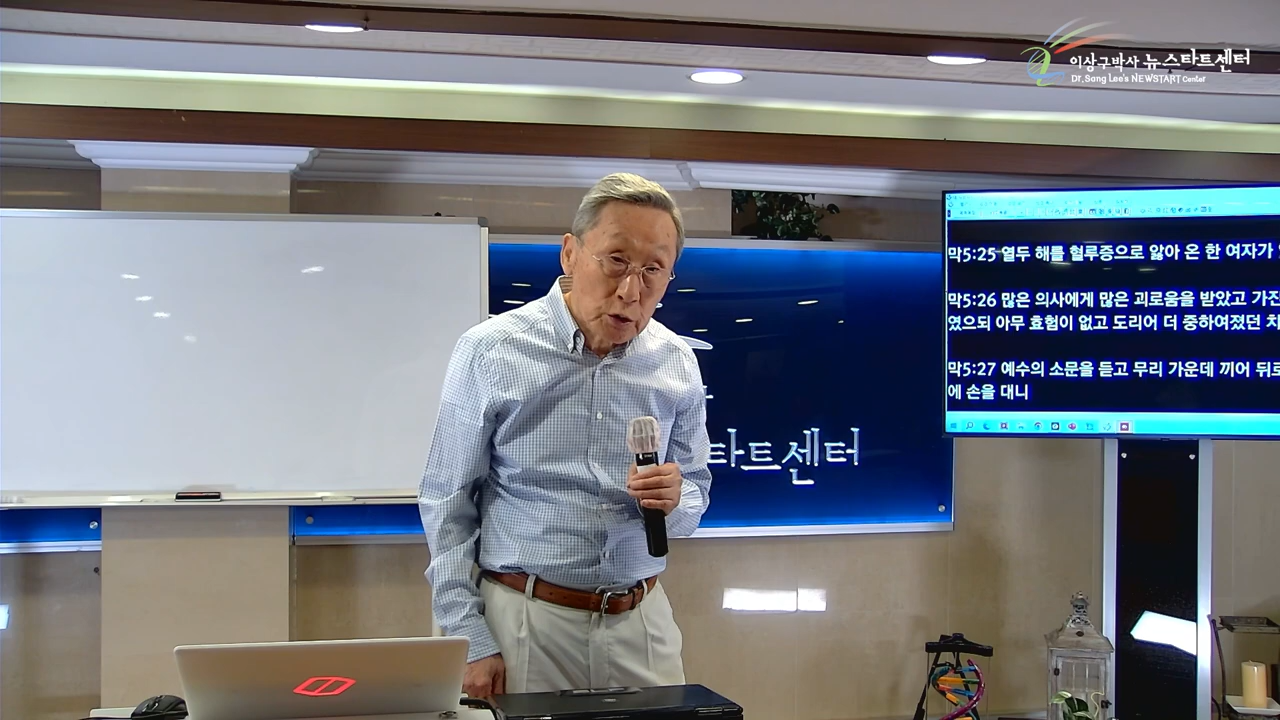 이상구박사 뉴스타트센터
Dr. Sang Lee's NEWSTART Center
막5:25 열두 해를 혈루증으로 앓아 온 한 여자가
막5:26 많은 의사에게 많은 괴로움을 받았고 가진
였으되 아무 효험이 없고 도리어 더 중하여졌던 차
막5:27 예수의 소문을 듣고 무리 가운데 끼어 뒤로
에 손을 대니
타트센터